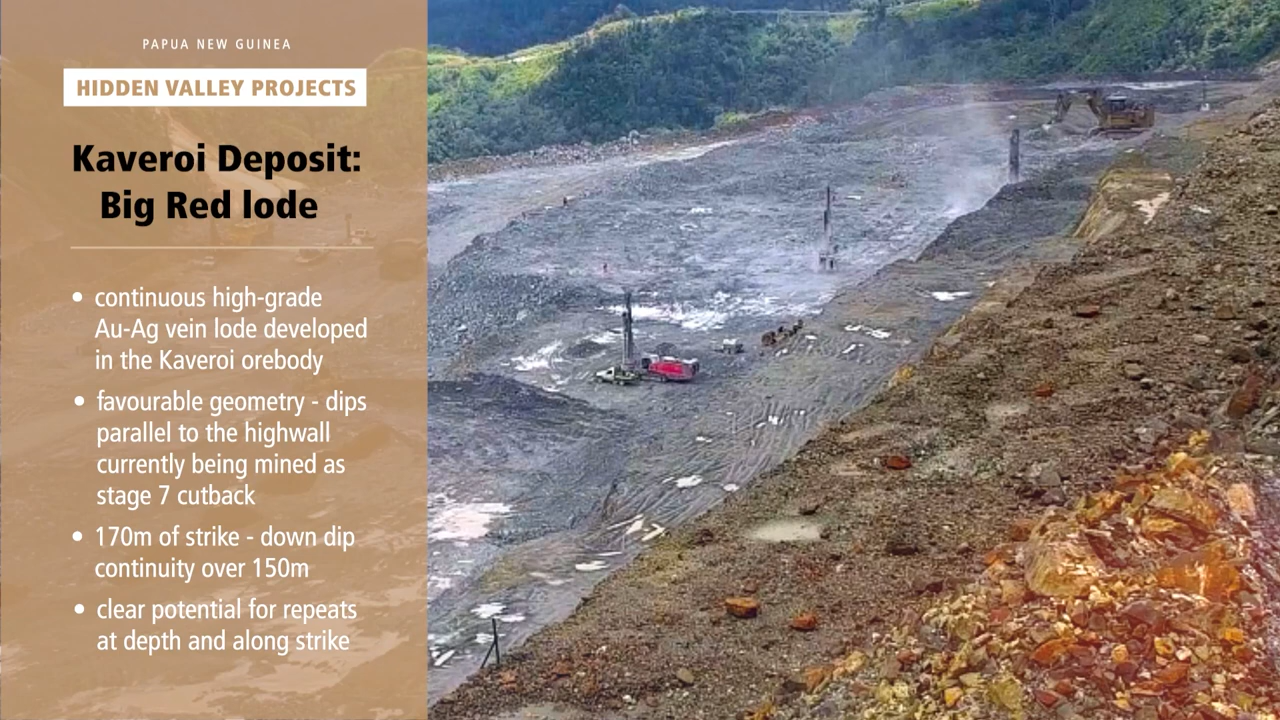 PAPUA NEW GUINEA
HIDDEN VALLEY PROJECTS
Kaveroi Deposit:
Big Red lode
• continuous high-grade
Au-Ag vein lode developed
in the Kaveroi orebody
• favourable geometry - dips
parallel to the highwall
currently being mined as
stage 7 cutback
• 170m of strike - down dip
continuity over 150m
• clear potential for repeats
at depth and along strike